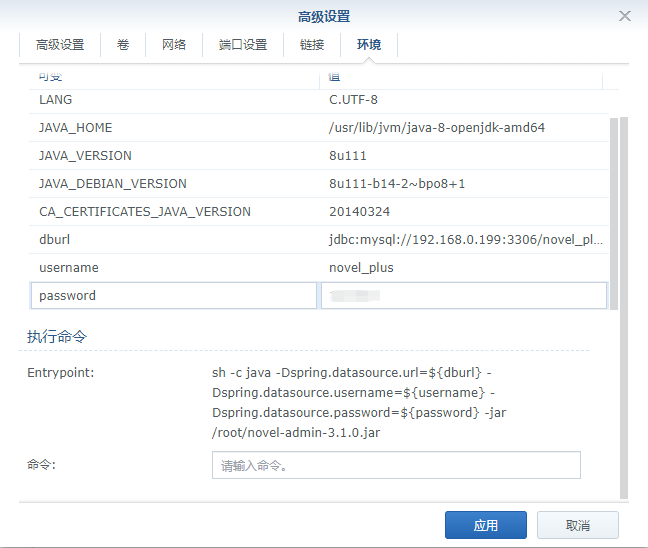 高级设置
高级设置 卷 网络 端口设置 链接 环境
可变 值
LANG C.UTF-8
JAVA_HOME /usr/lib/jvm/java-8-openjdk-amd64
JAVA_VERSION 8u111
JAVA_DEBIAN_VERSION 8u111-b14-2~bpo8+1
CA_CERTIFICATES_JAVA_VERSION 20140324
dburl jdbc:mysql://192.168.0.199:3306/novel_pl...
username novel_plus
password
执行命令
Entrypoint: sh -c java -Dspring.datasource.url=${dburl} -
Dspring.datasource.username=${username} -
Dspring.datasource.password=${password} -jar
/root/novel-admin-3.1.0.jar
命令: 请输入命令。
应用 取消